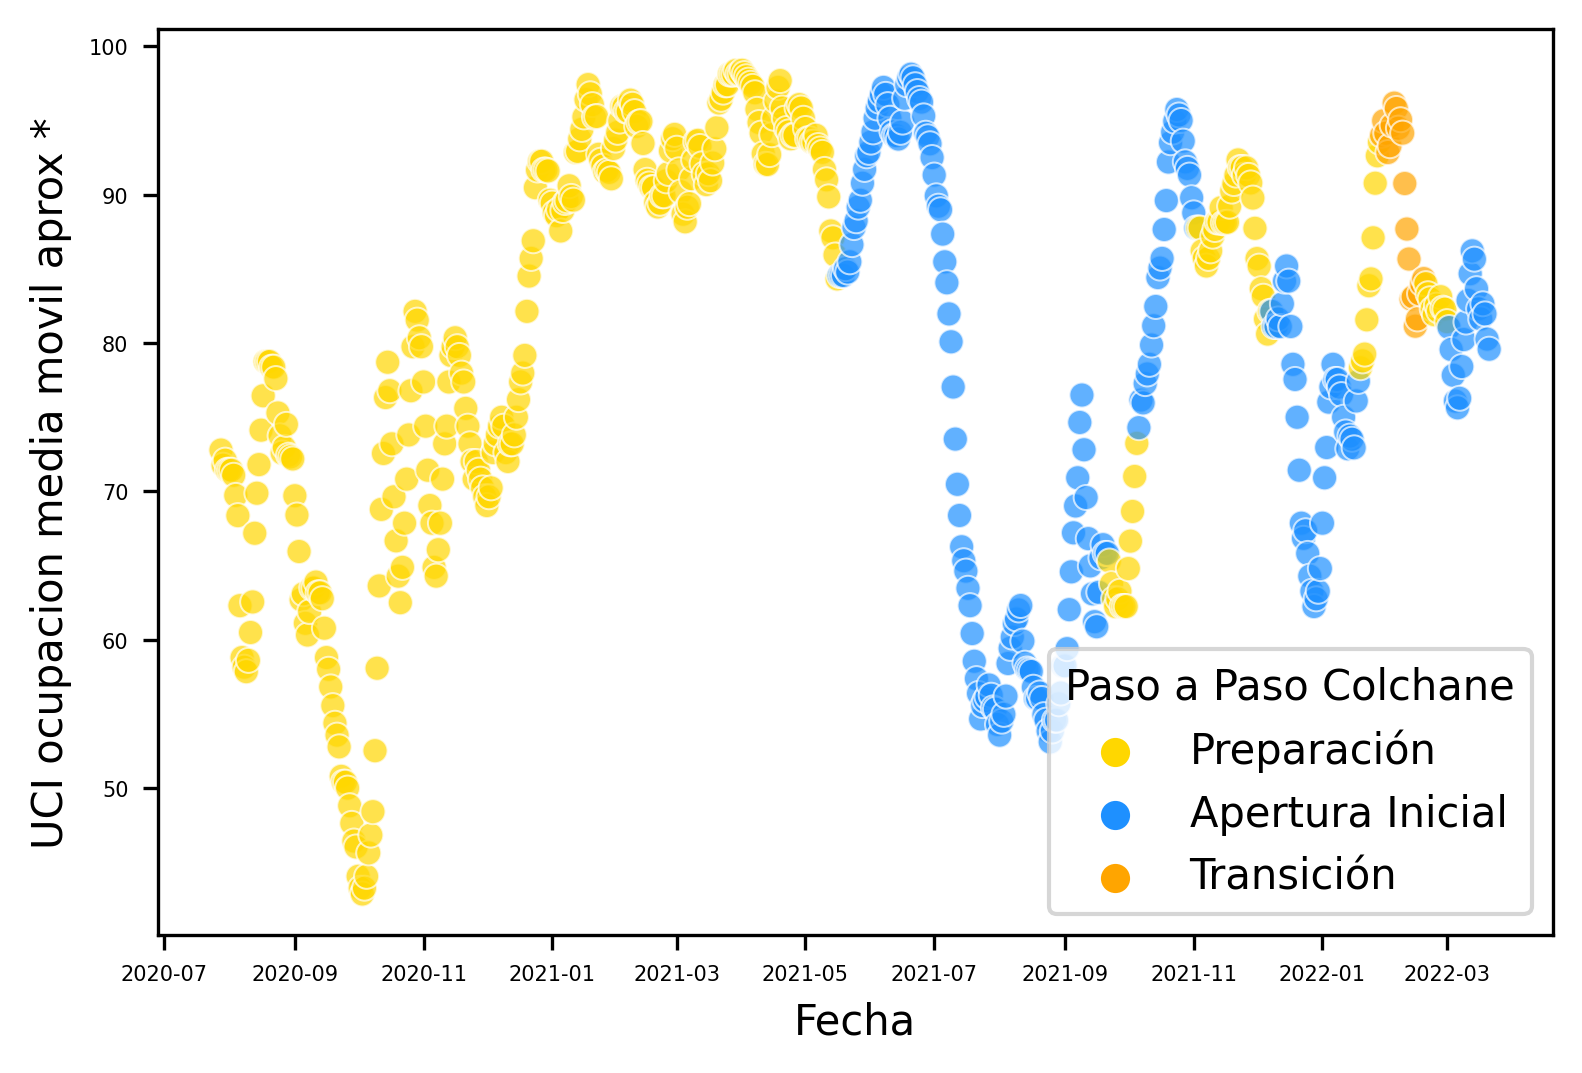 100
90
80
70
60
50
UCI ocupacion media movil aprox *
2020-07 2020-09 2020-11 2021-01 2021-03 2021-05 2021-07 2021-09 2021-11 2022-01 2022-03
Fecha
Paso a Paso Colchane
Preparación
Apertura Inicial
Transición